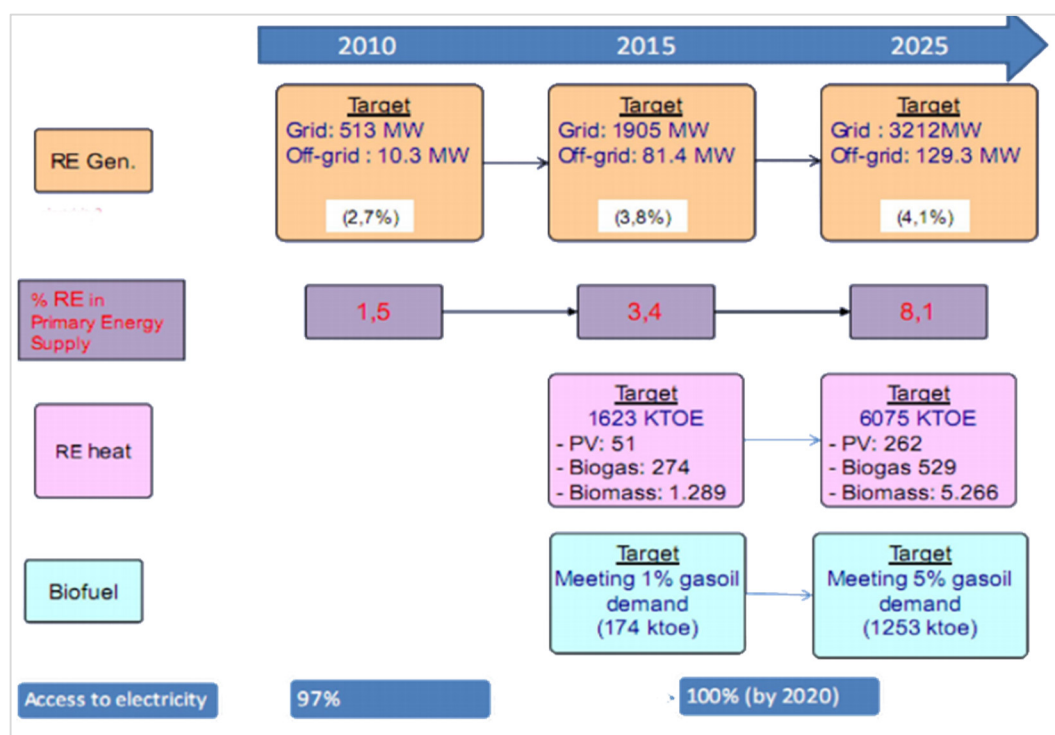 2010 2015 2025
RE Gen.
Target
Grid: 513 MW
Off-grid : 10.3 MW
(2,7%)
Target
Grid: 1905 MW
Off-grid: 81.4 MW
(3,8%)
Target
Grid : 3212MW
Off-grid: 129.3 MW
(4,1%)
% RE in
Primary Energy
Supply
1,5
3,4
8,1
RE heat
Target
1623 KTOE
- PV: 51
- Biogas: 274
- Biomass: 1.289
Target
6075 KTOE
- PV: 262
- Biogas 529
- Biomass: 5.266
Biofuel
Target
Meeting 1% gasoil
demand
(174 ktoe)
Target
Meeting 5% gasoil
demand
(1253 ktoe)
Access to electricity
97%
100% (by 2020)